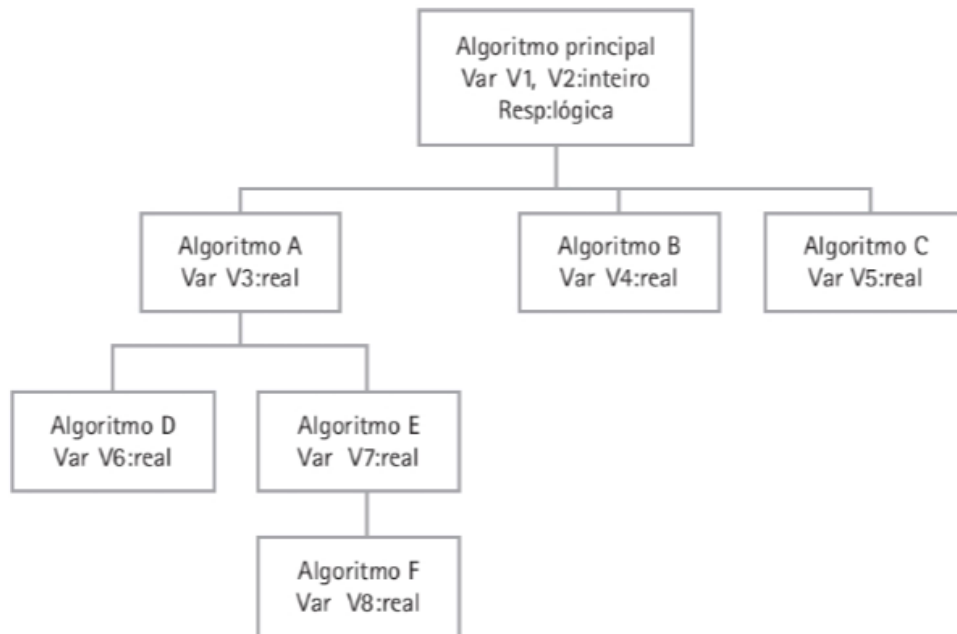 Algoritmo principal
Var V1, V2:inteiro
Resp:lógica
Algoritmo A
Var V3:real
Algoritmo B
Var V4:real
Algoritmo C
Var V5:real
Algoritmo D
Var V6:real
Algoritmo E
Var V7:real
Algoritmo F
Var V8:real